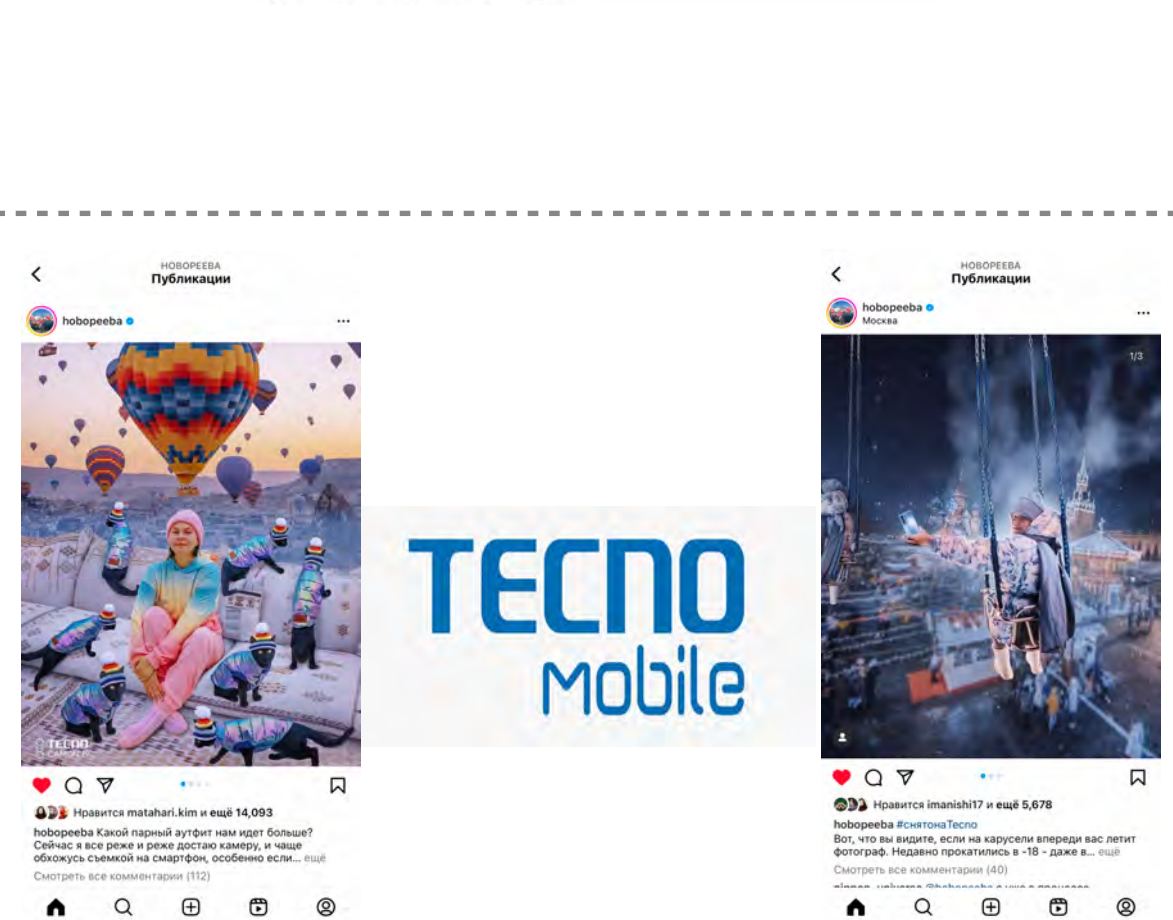 HOBOPEEBA
Публикации
hobopeeba
TECNO
Нравится matahari.kim и ещё 14,093
hobopeeba Какой парный аутфит нам идет больше?
Сейчас я все реже и реже достаю камеру, и чаще
обхожусь съемкой на смартфон, особенно если... ещё
Смотреть все комментарии (112)
TECNO
mobile
HOBOPEEBA
Публикации
hobopeeba
Москва
1/3
Нравится imanishi17 и ещё 5,678
hobopeeba #снятонаTecno
Вот, что вы видите, если на карусели впереди вас летит
фотограф. Недавно прокатились в -18 - даже в... ещё
Смотреть все комментарии (40)